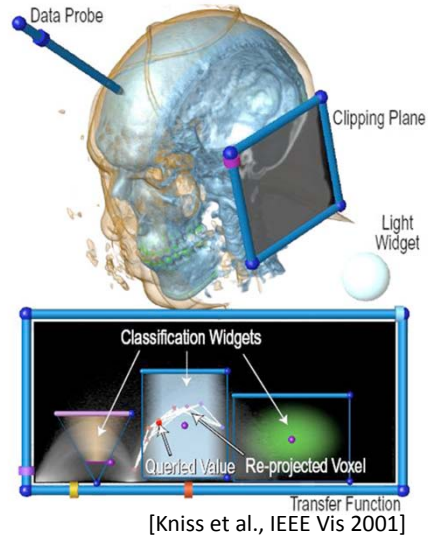 Data Probe
Clipping Plane
Light
Widget
Classification Widgets
Queried Value
Re-projected Voxel
Transfer Function
[Kniss et al., IEEE Vis 2001]